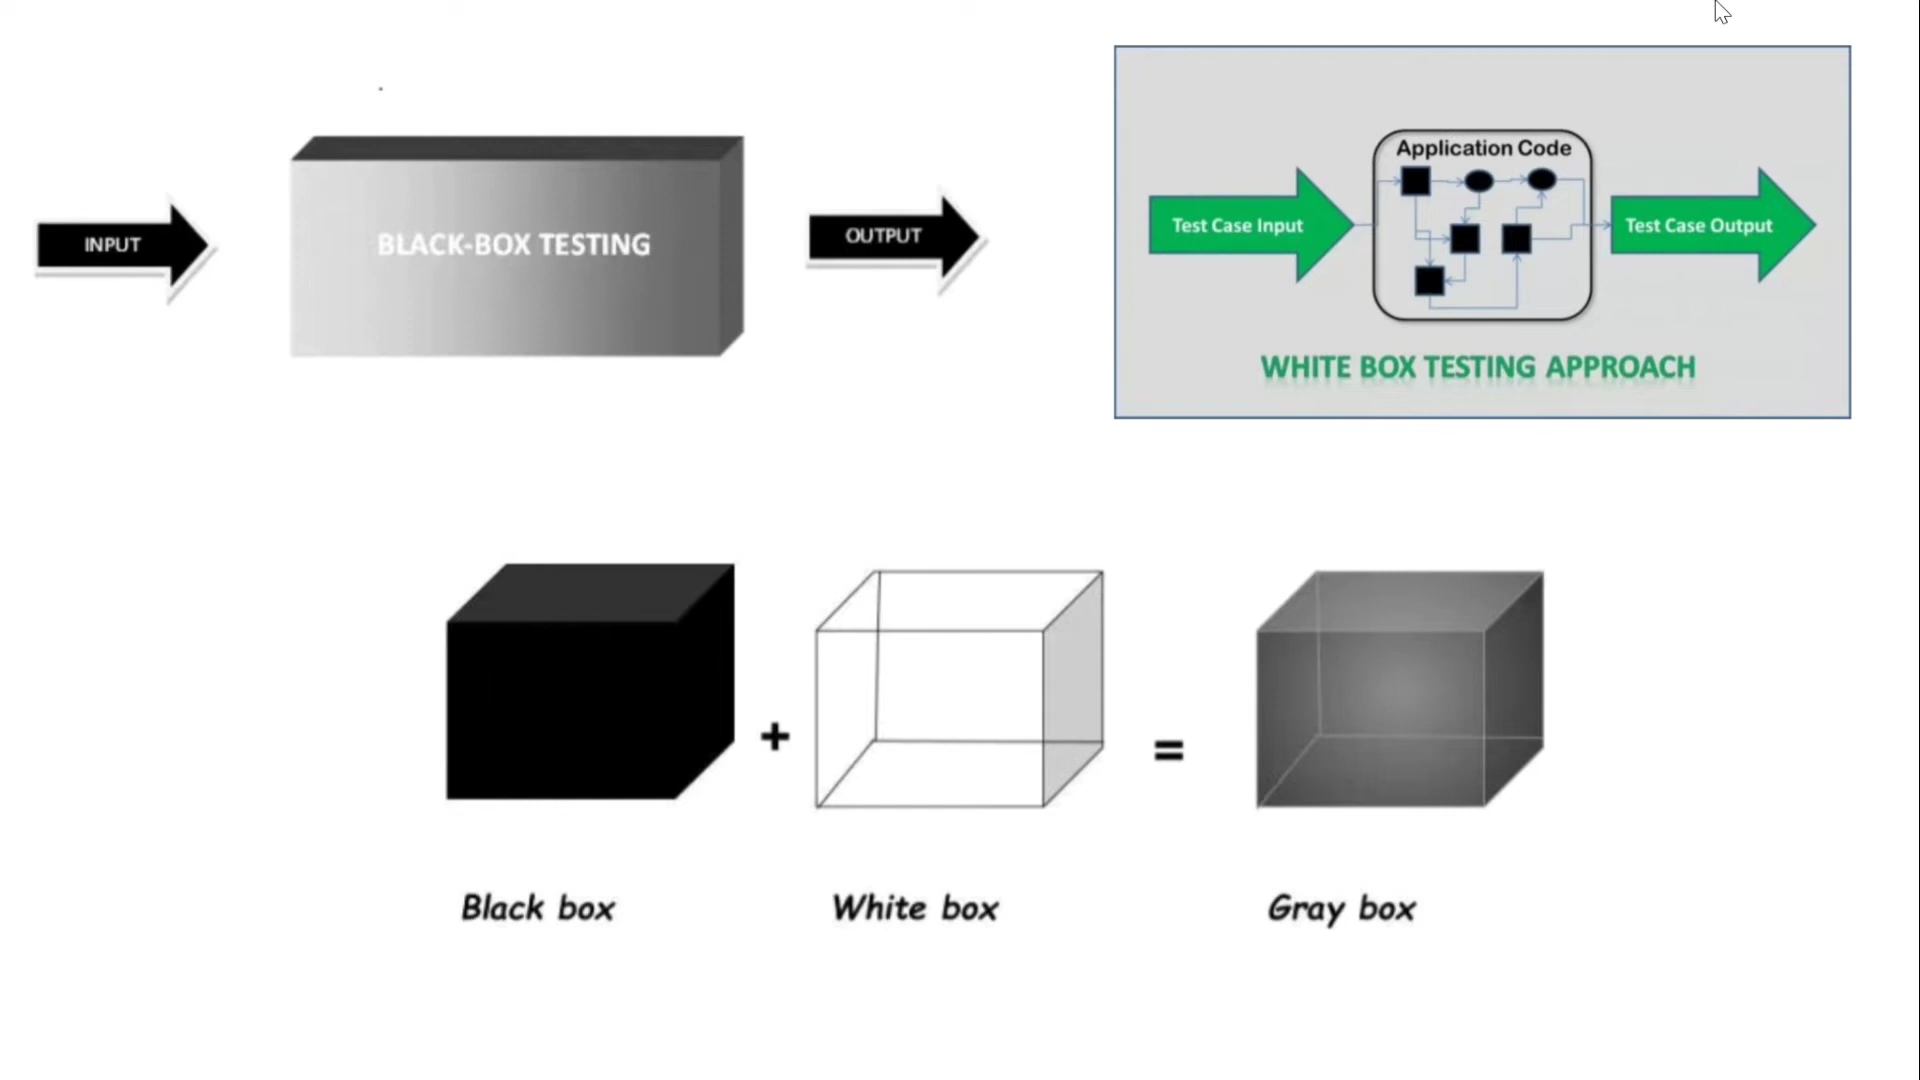 INPUT
BLACK-BOX TESTING
OUTPUT
Application Code
Test Case Input
Test Case Output
WHITE BOX TESTING APPROACH
+
=
Black box
White box
Gray box